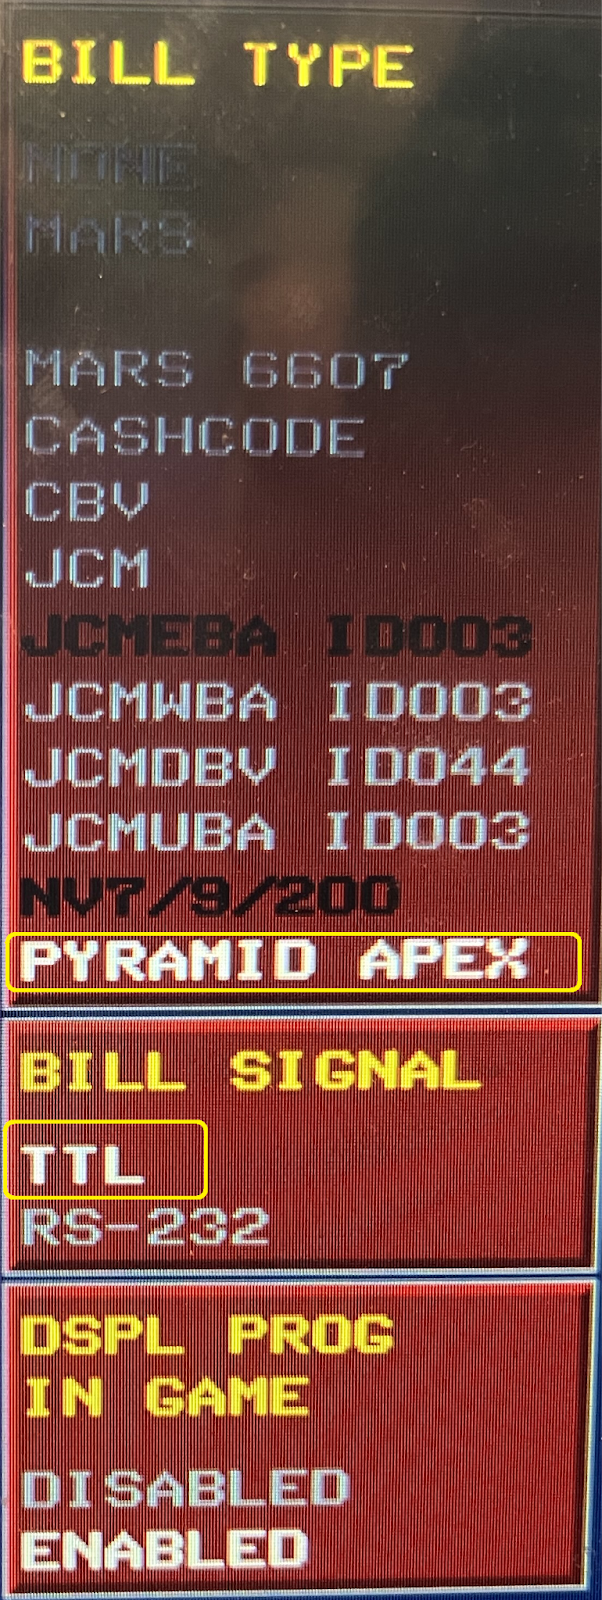 BILL TYPE
NONE
MARS
MARS 6607
CASHCODE
CBV
JCM
JCMEBA ID003
JCMWBA ID003
JCMDBV ID044
JCMUBA ID003
NV7/9/200
PYRAMID APEX
BILL SIGNAL
TTL
RS-232
DSPL PROG
IN GAME
DISABLED
ENABLED